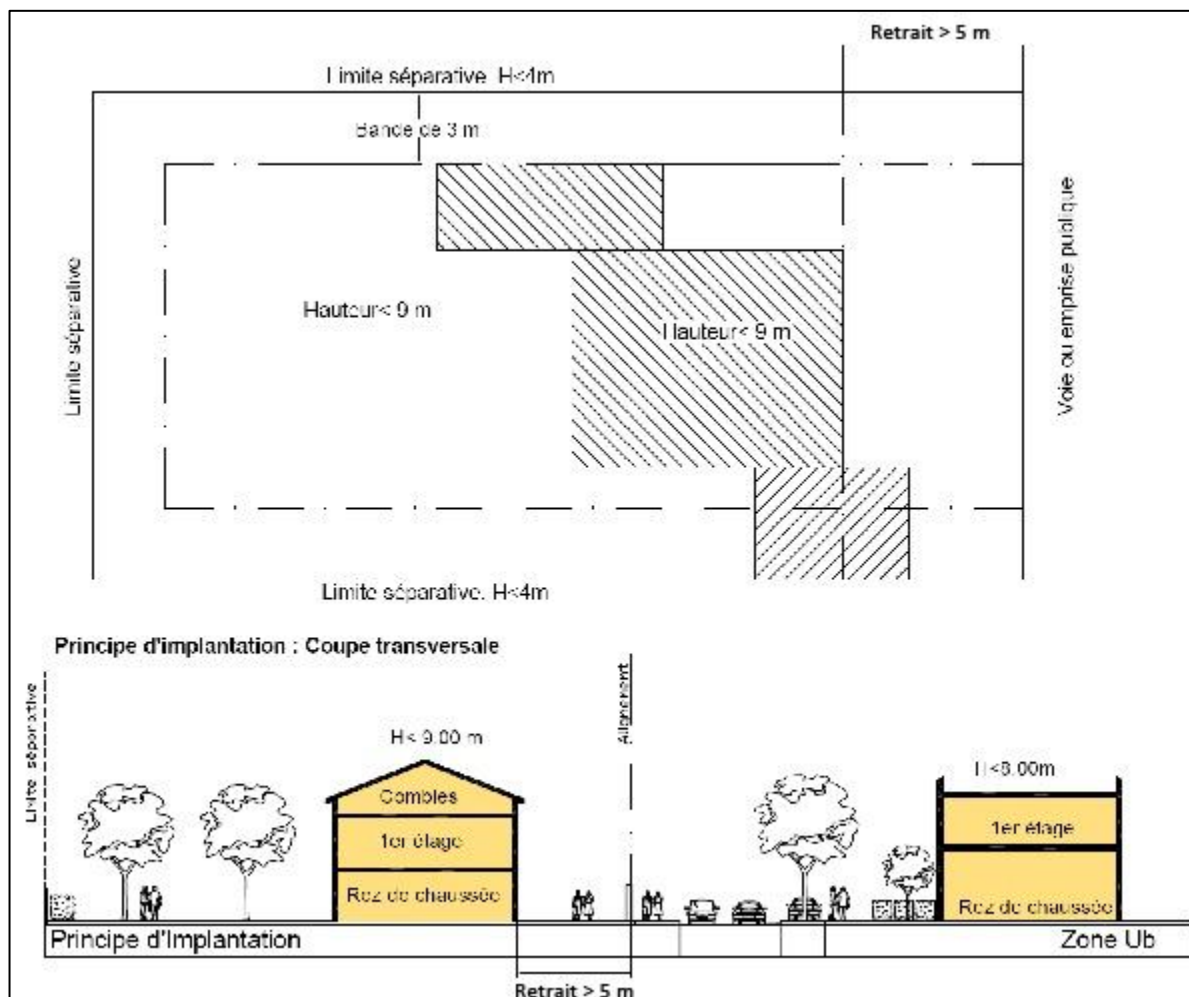 Retrait > 5 m
Limite séparative. H<4m
Bande de 3 m
Limite séparative
Hauteur< 9 m
Hauteur< 9 m
Voie ou emprise publique
Limite séparative. H<4m
Principe d'implantation : Coupe transversale
Limite séparative
H< 9.00 m
Alignement
H<8.00m
Combles
1er étage
1er étage
Rez de chaussée
Rez de chaussée
Principe d'Implantation
Zone Ub
Retrait > 5 m